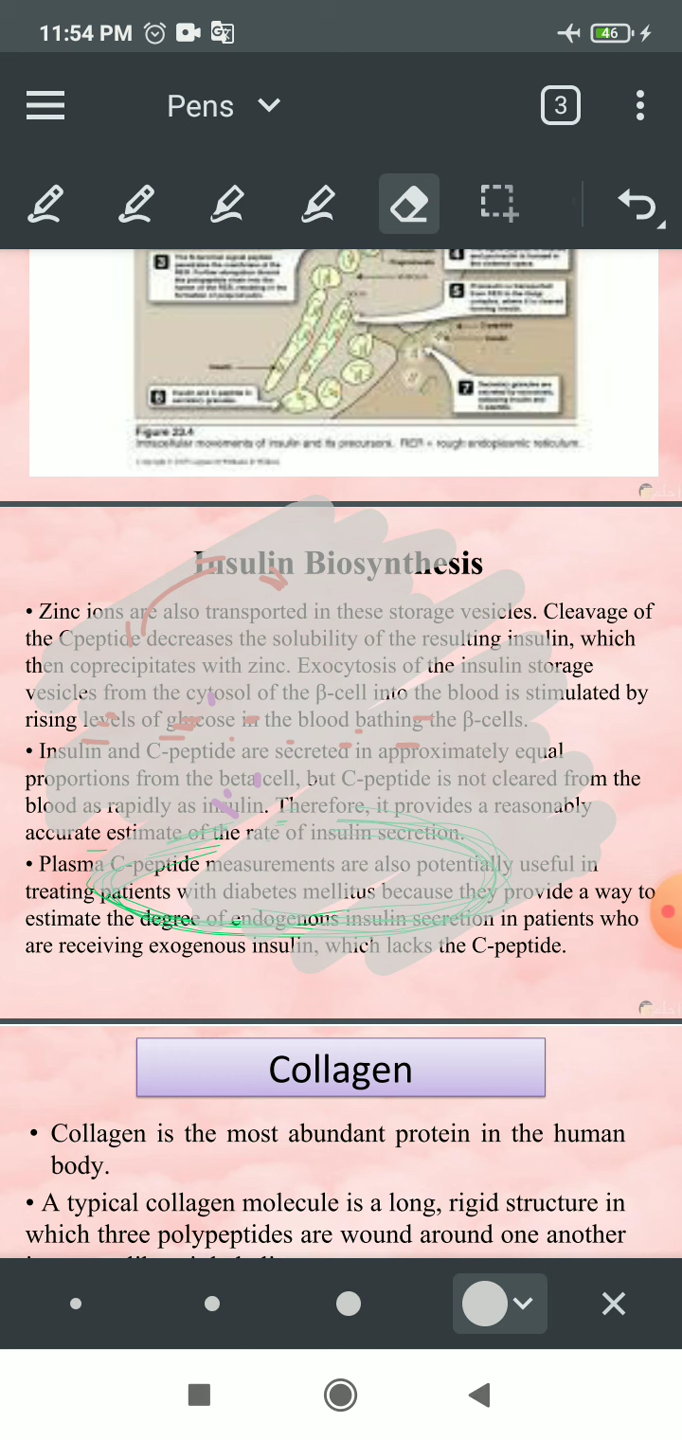 11:54 PM
46
Pens
3
3
5
6
7
Figure 23.4
Intracellular movements of insulin and its precursors. RER = rough endoplasmic reticulum.
Insulin Biosynthesis
• Zinc ions are also transported in these storage vesicles. Cleavage of
the Cpeptide decreases the solubility of the resulting insulin, which
then coprecipitates with zinc. Exocytosis of the insulin storage
vesicles from the cytosol of the β-cell into the blood is stimulated by
rising levels of glucose in the blood bathing the β-cells.
• Insulin and C-peptide are secreted in approximately equal
proportions from the beta cell, but C-peptide is not cleared from the
blood as rapidly as insulin. Therefore, it provides a reasonably
accurate estimate of the rate of insulin secretion.
• Plasma C-peptide measurements are also potentially useful in
treating patients with diabetes mellitus because they provide a way to
estimate the degree of endogenous insulin secretion in patients who
are receiving exogenous insulin, which lacks the C-peptide.
Collagen
• Collagen is the most abundant protein in the human
body.
• A typical collagen molecule is a long, rigid structure in
which three polypeptides are wound around one another